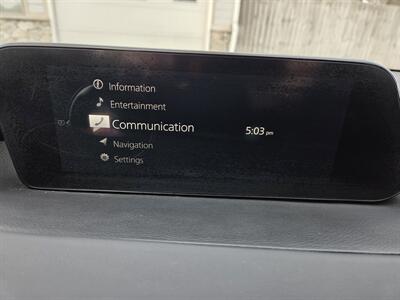 Information
Entertainment
Communication
5:03 pm
Navigation
Settings